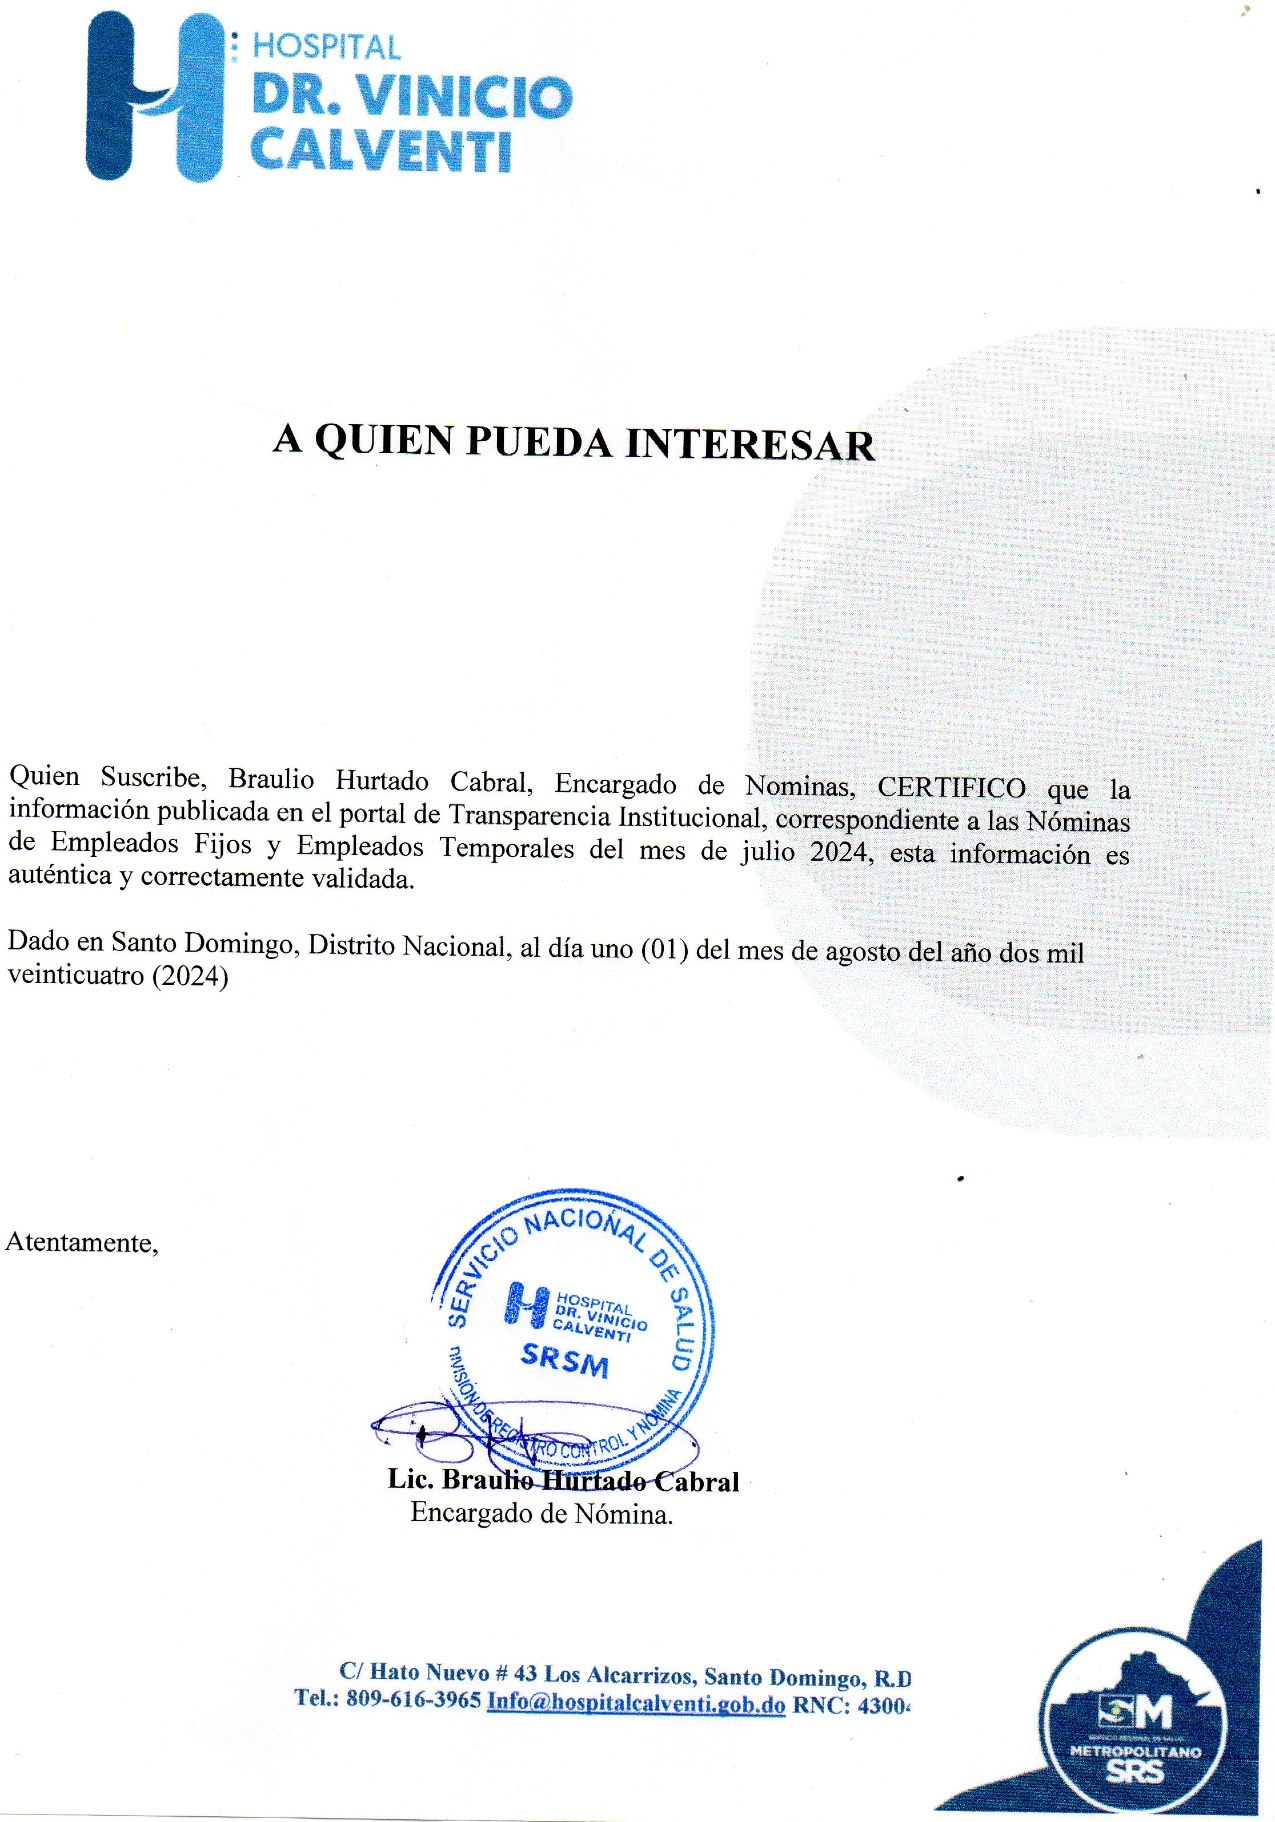 HOSPITAL
DR. VINICIO
CALVENTI
A QUIEN PUEDA INTERESAR
Quien Suscribe, Braulio Hurtado Cabral, Encargado de Nominas, CERTIFICO que la
información publicada en el portal de Transparencia Institucional, correspondiente a las Nóminas
de Empleados Fijos y Empleados Temporales del mes de julio 2024, esta información es
auténtica y correctamente validada.
Dado en Santo Domingo, Distrito Nacional, al día uno (01) del mes de agosto del año dos mil
veinticuatro (2024)
Atentamente,
SERVICIO NACIONAL DE SALUD
HOSPITAL
DR. VINICIO
CALVENTI
SRSM
DIVISIÓN DE REGISTRO CONTROL Y NÓMINA
Lic. Braulio Hurtado Cabral
Encargado de Nómina.
C/ Hato Nuevo # 43 Los Alcarrizos, Santo Domingo, R.D
Tel.: 809-616-3965 Info@hospitalcalventi.gob.do RNC: 4300
SM
SERVICIO REGIONAL DE SALUD
METROPOLITANO
SRS